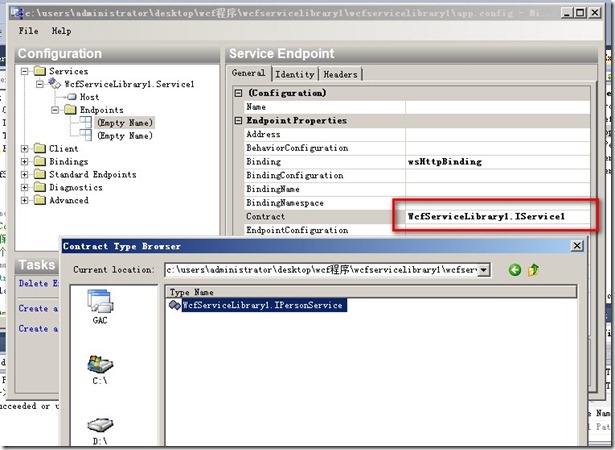 c:\users\administrator\desktop\wcf程序\wcfservicelibrary1\wcfservicelibrary1\app.config - Mi
File Help
Configuration
Services
WcfServiceLibrary1.Service1
Host
Endpoints
(Empty Name)
(Empty Name)
Client
Bindings
Standard Endpoints
Diagnostics
Advanced
Tasks
Delete E
Create a
Create a
Service Endpoint
General Identity Headers
(Configuration)
Name
Endpoint Properties
Address
BehaviorConfiguration
Binding wsHttpBinding
BindingConfiguration
BindingName
BindingNamespace
Contract WcfServiceLibrary1.IService1
EndpointConfiguration
Contract Type Browser
Current location: c:\users\administrator\desktop\wcf程序\wcfservicelibrary1\wcfserv
GAC
C:\
D:\
Type Name
WcfServiceLibrary1.IPersonService